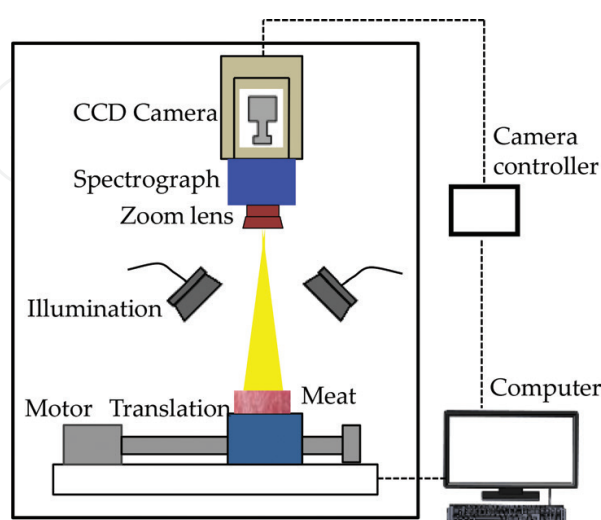 CCD Camera
Spectrograph
Zoom lens
Camera
controller
Illumination
Meat
Motor
Translation
Computer